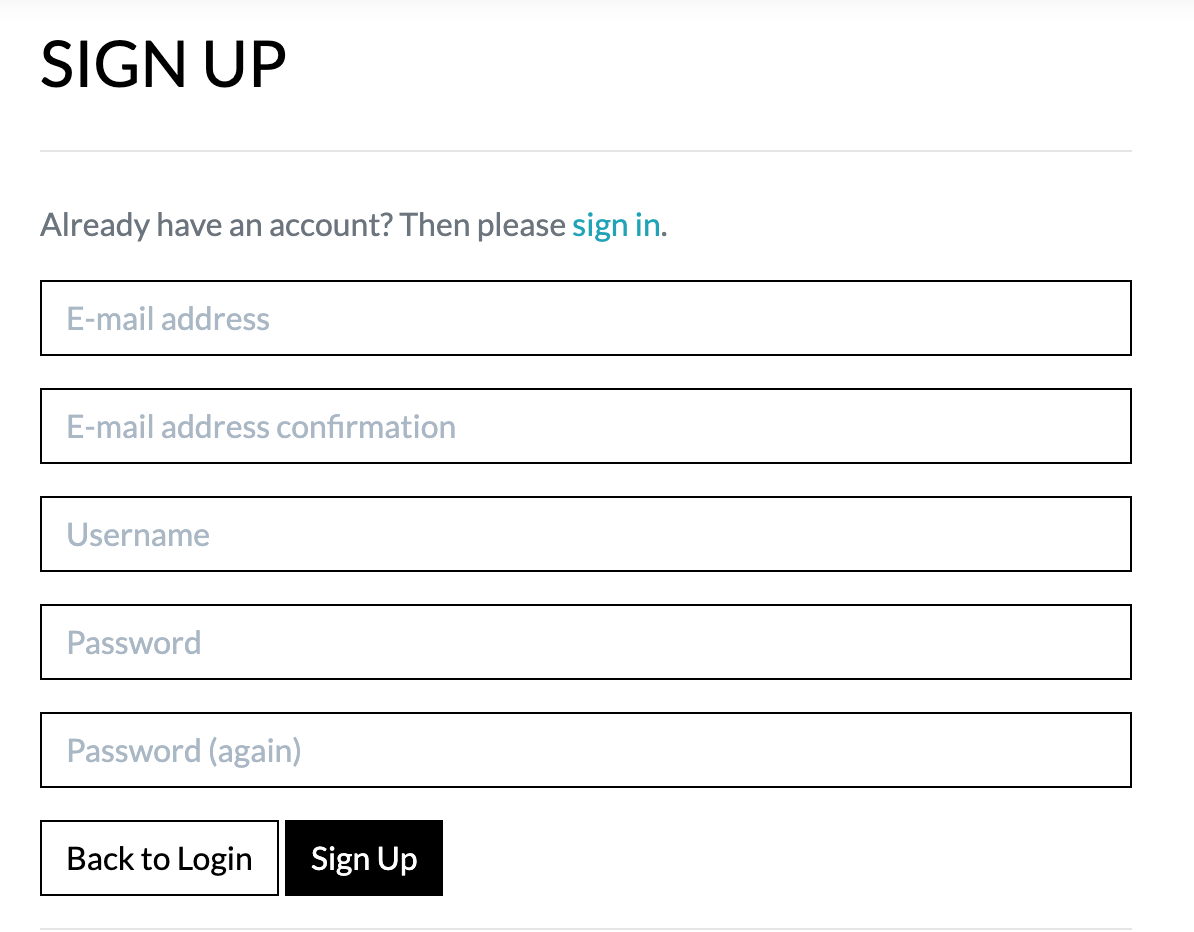 SIGN UP
Already have an account? Then please sign in.
E-mail address
E-mail address confirmation
Username
Password
Password (again)
Back to Login Sign Up